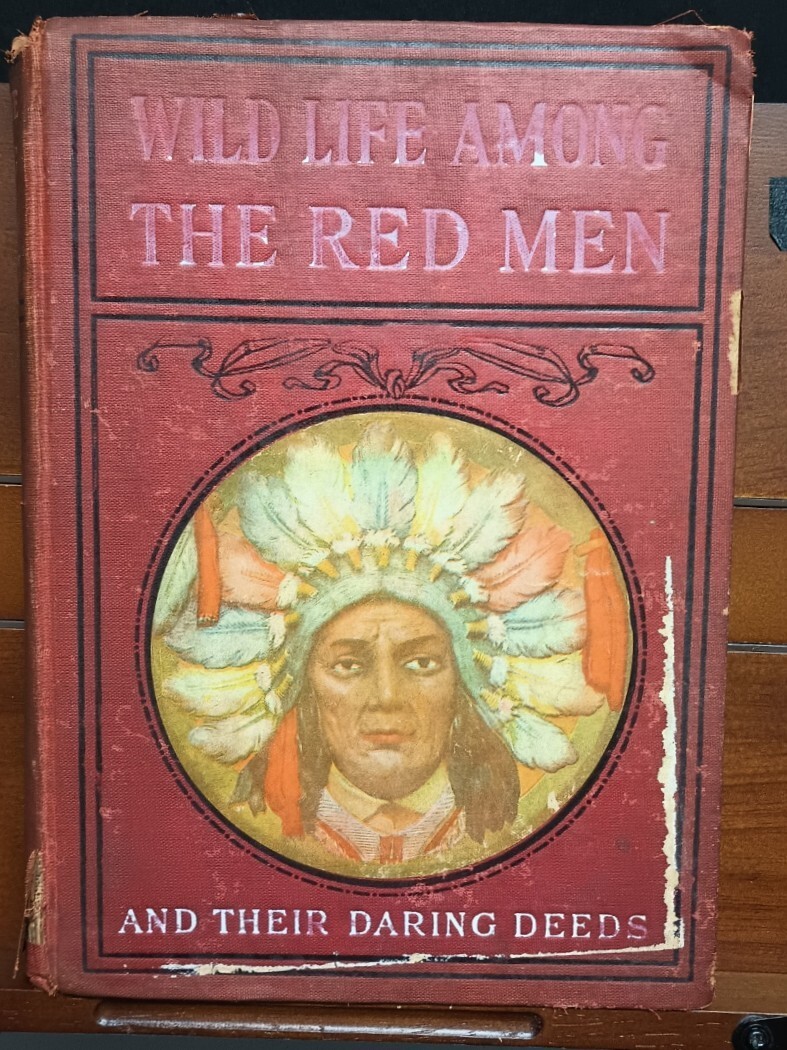 WILD LIFE AMONG
THE RED MEN
AND THEIR DARING DEEDS